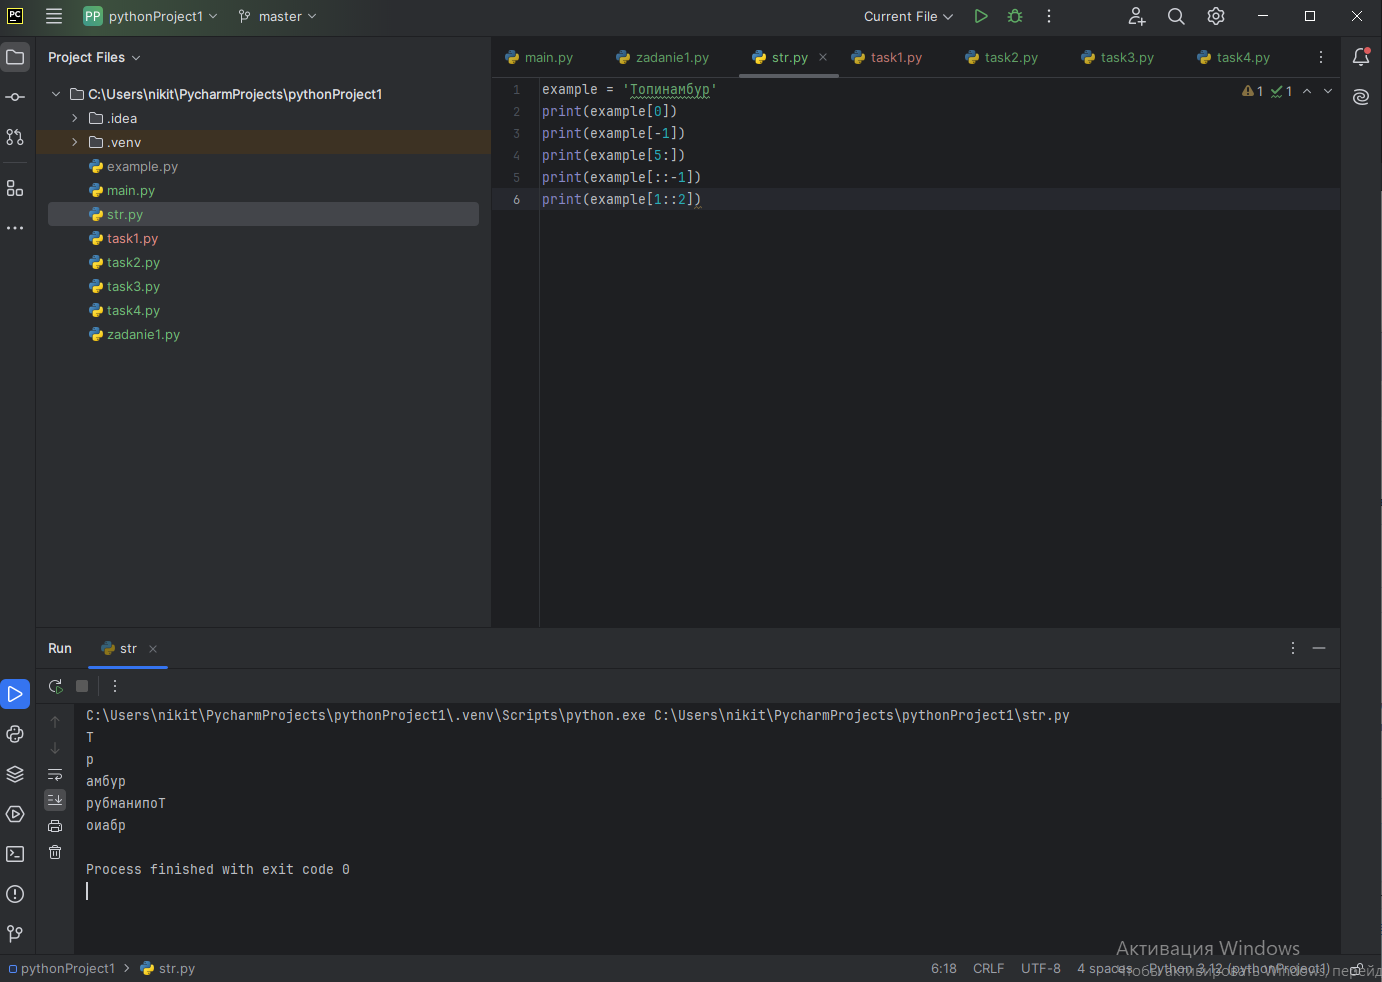 PC
PP pythonProject1 master Current File
Project Files main.py zadanie1.py str.py task1.py task2.py task3.py task4.py
C:\Users\nikit\PycharmProjects\pythonProject1
.idea
.venv
example.py
main.py
str.py
task1.py
task2.py
task3.py
task4.py
zadanie1.py
1 example = 'Топинамбур' 1 1
2 print(example[0])
3 print(example[-1])
4 print(example[5:])
5 print(example[::-1])
6 print(example[1::2])
Run str
C:\Users\nikit\PycharmProjects\pythonProject1\.venv\Scripts\python.exe C:\Users\nikit\PycharmProjects\pythonProject1\str.py
Т
р
амбур
рубманипоТ
оиабр
Process finished with exit code 0
Активация Windows
Чтобы активировать Windows, перейд
pythonProject1 str.py 6:18 CRLF UTF-8 4 spaces Python 3.12 (pythonProject1)